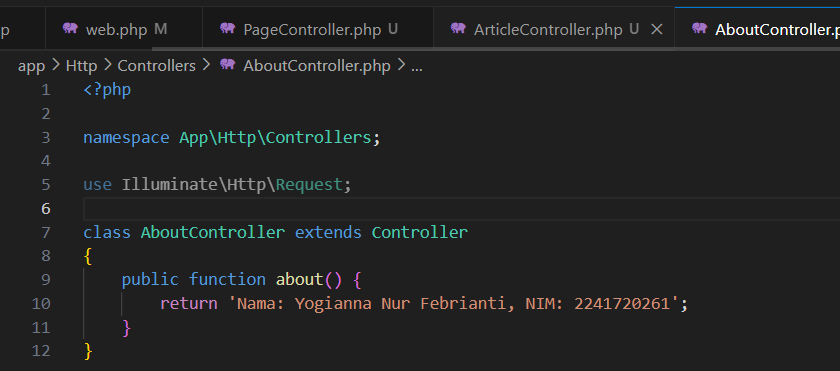 p web.php M PageController.php U ArticleController.php U AboutController.p
app > Http > Controllers > AboutController.php > ...
1 <?php
2
3 namespace App\Http\Controllers;
4
5 use Illuminate\Http\Request;
6
7 class AboutController extends Controller
8 {
9 public function about() {
10 return 'Nama: Yogianna Nur Febrianti, NIM: 2241720261';
11 }
12 }